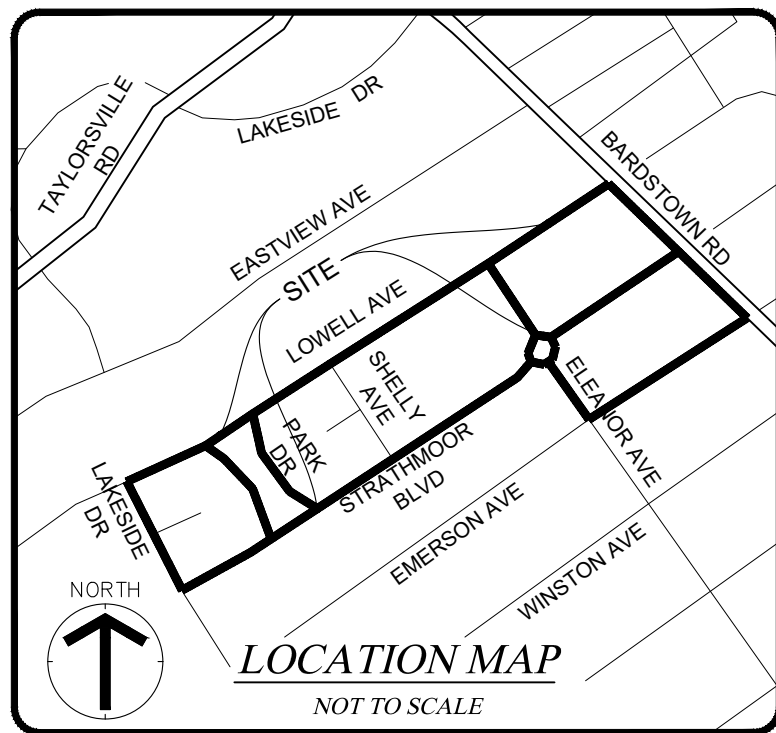 TAYLORSVILLE
RD
LAKESIDE DR
BARDSTOWN RD
EASTVIEW AVE
SITE
LOWELL AVE
SHELLY
AVE
ELEANOR AVE
PARK
DR
STRATHMOOR
BLVD
LAKESIDE
DR
EMERSON AVE
WINSTON AVE
NORTH
LOCATION MAP
NOT TO SCALE